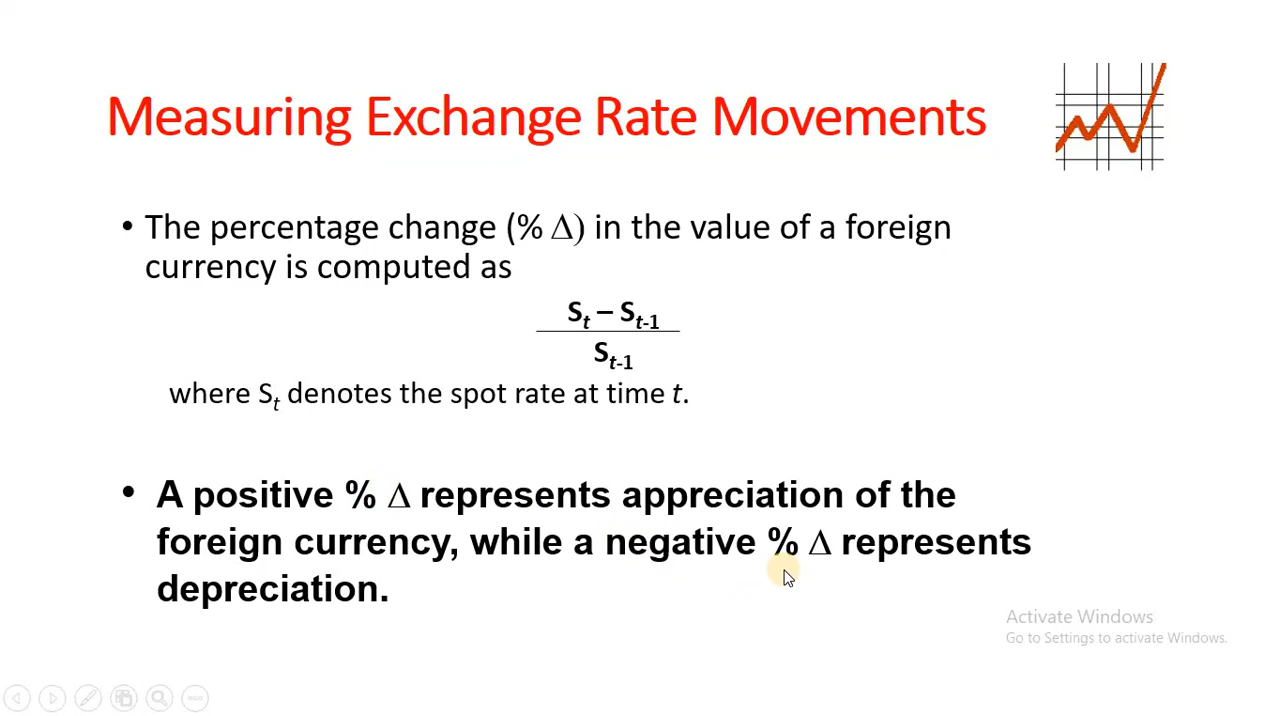 Measuring Exchange Rate Movements
• The percentage change (% Δ) in the value of a foreign
currency is computed as
St – St-1
St-1
where St denotes the spot rate at time t.
• A positive % Δ represents appreciation of the
foreign currency, while a negative % Δ represents
depreciation.
Activate Windows
Go to Settings to activate Windows.